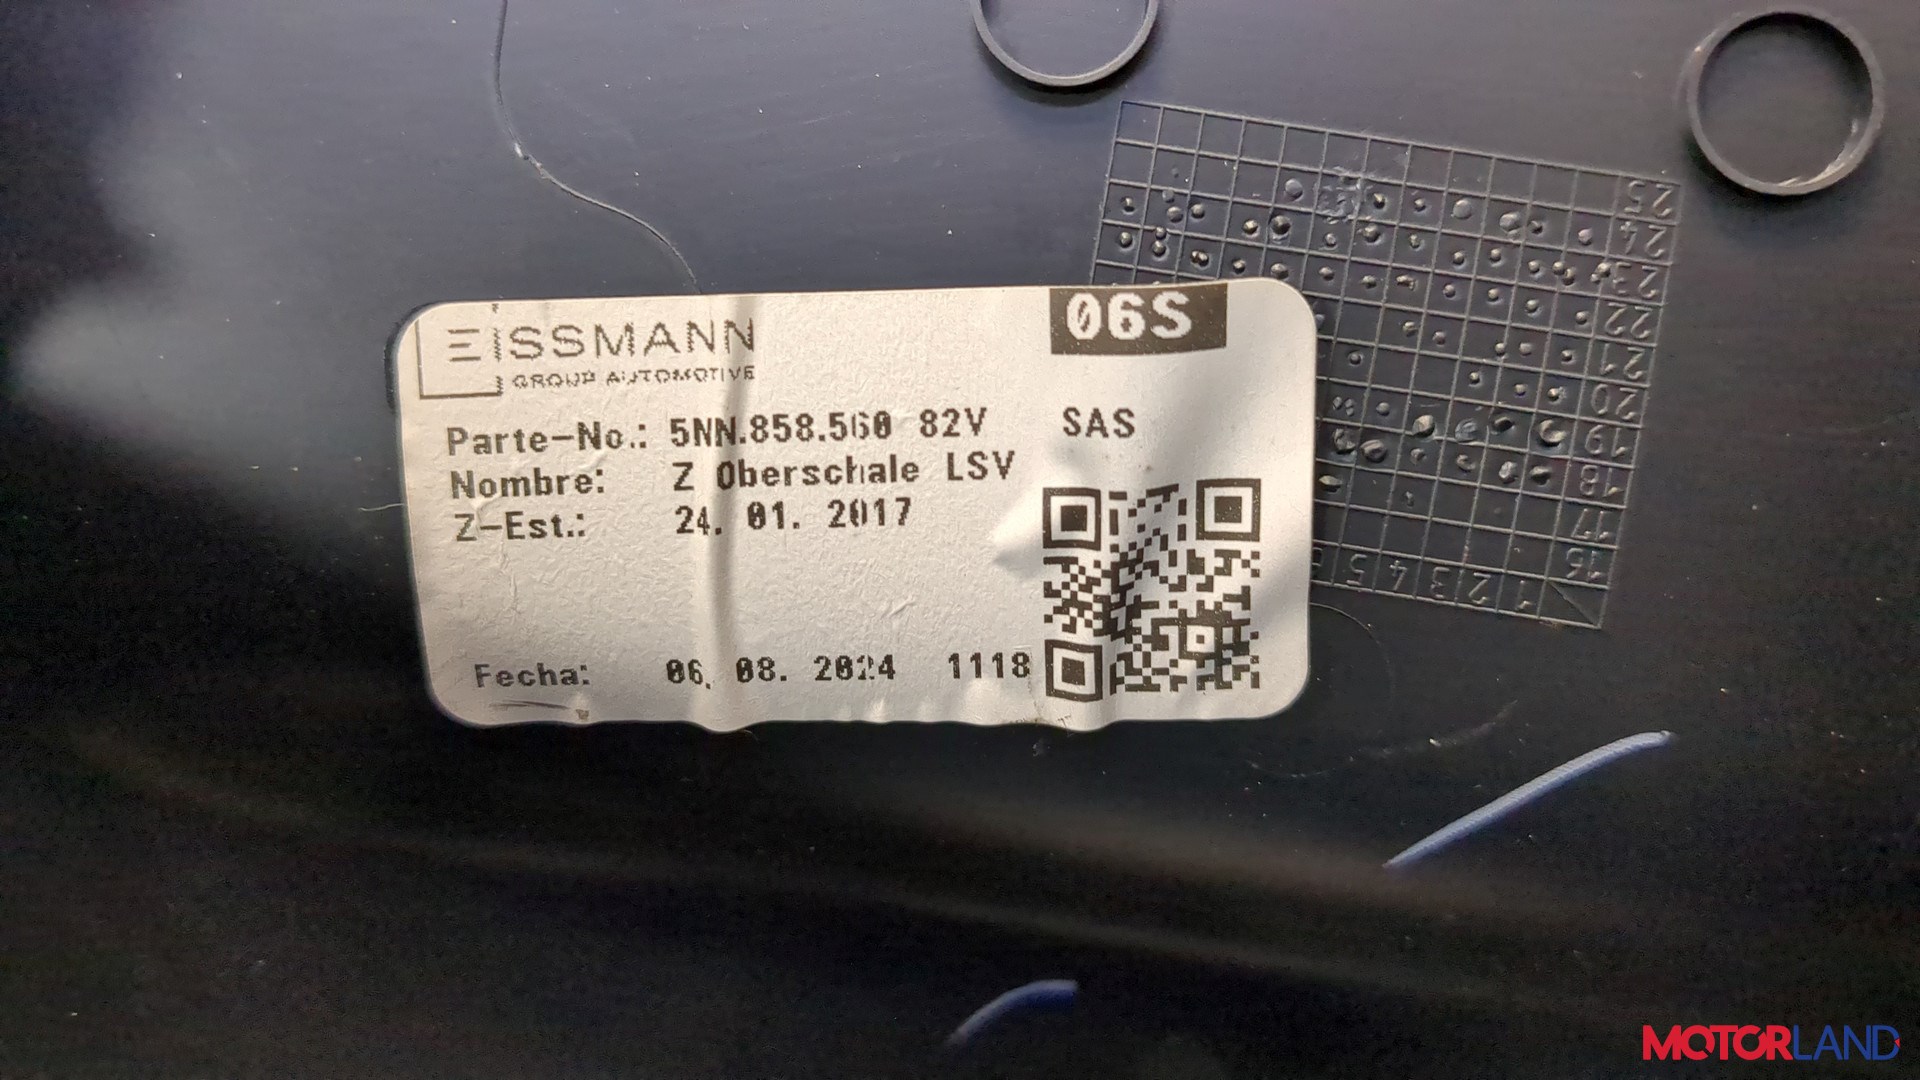 EISSMANN
GROUP AUTOMOTIVE
06S
Parte-No.: 5NN.858.560 82V SAS
Nombre: Z Oberschale LSV
Z-Est.: 24. 01. 2017
Fecha: 06. 08. 2024 1118
25
24
23
22
21
20
19
18
17
16
5 4 3 2 1
MOTORLAND